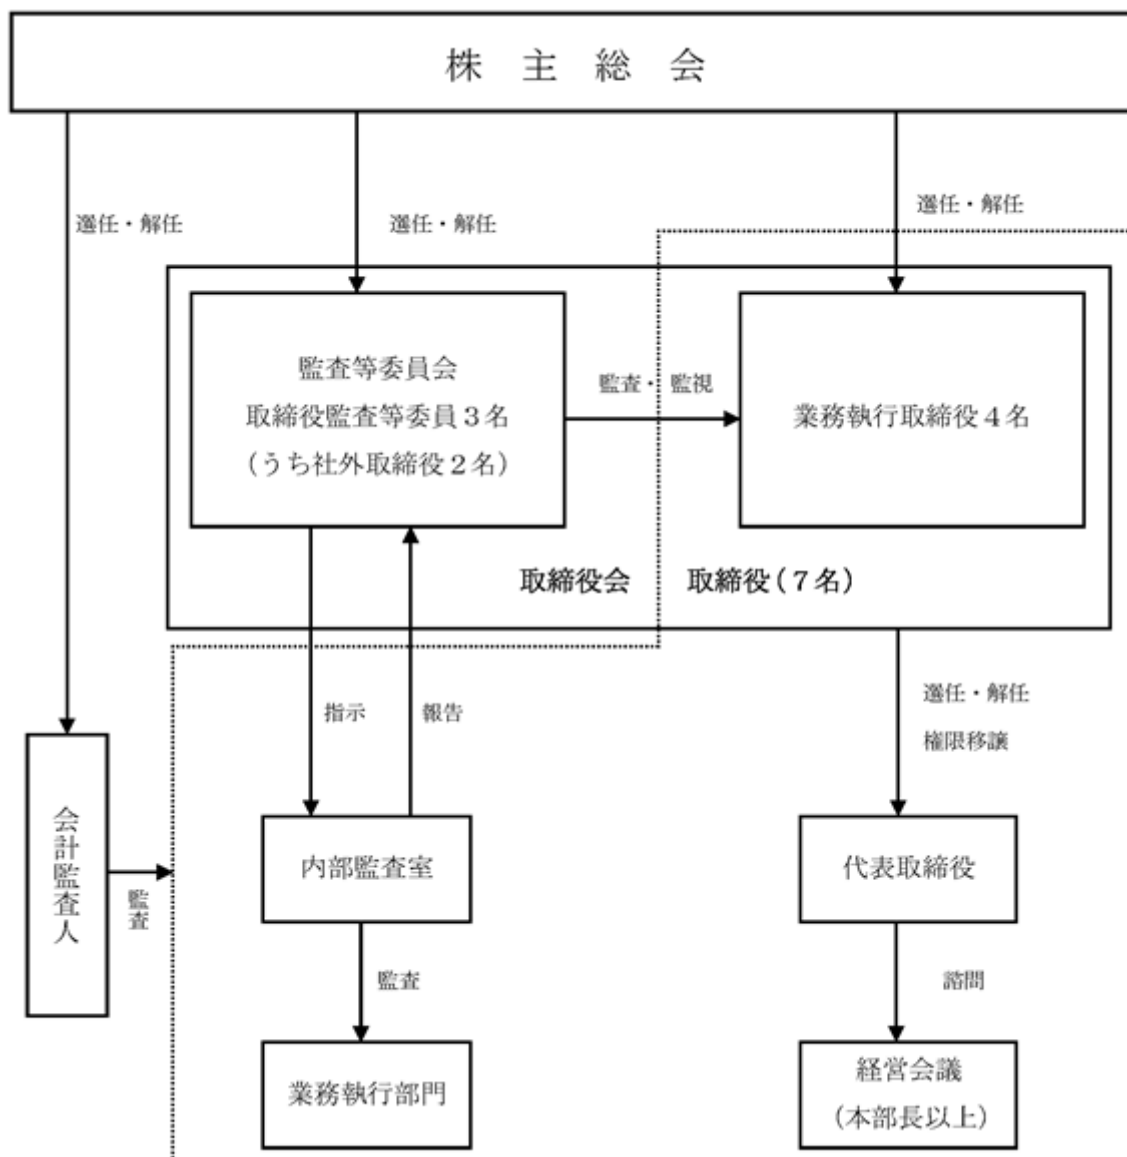 株主総会
選任・解任
選任・解任
選任・解任
監査等委員会
取締役監査等委員3名
(うち社外取締役2名)
監査・監視
業務執行取締役4名
取締役会
取締役(7名)
指示
報告
選任・解任
権限移譲
会計監査人
監査
内部監査室
代表取締役
監査
諮問
業務執行部門
経営会議
(本部長以上)